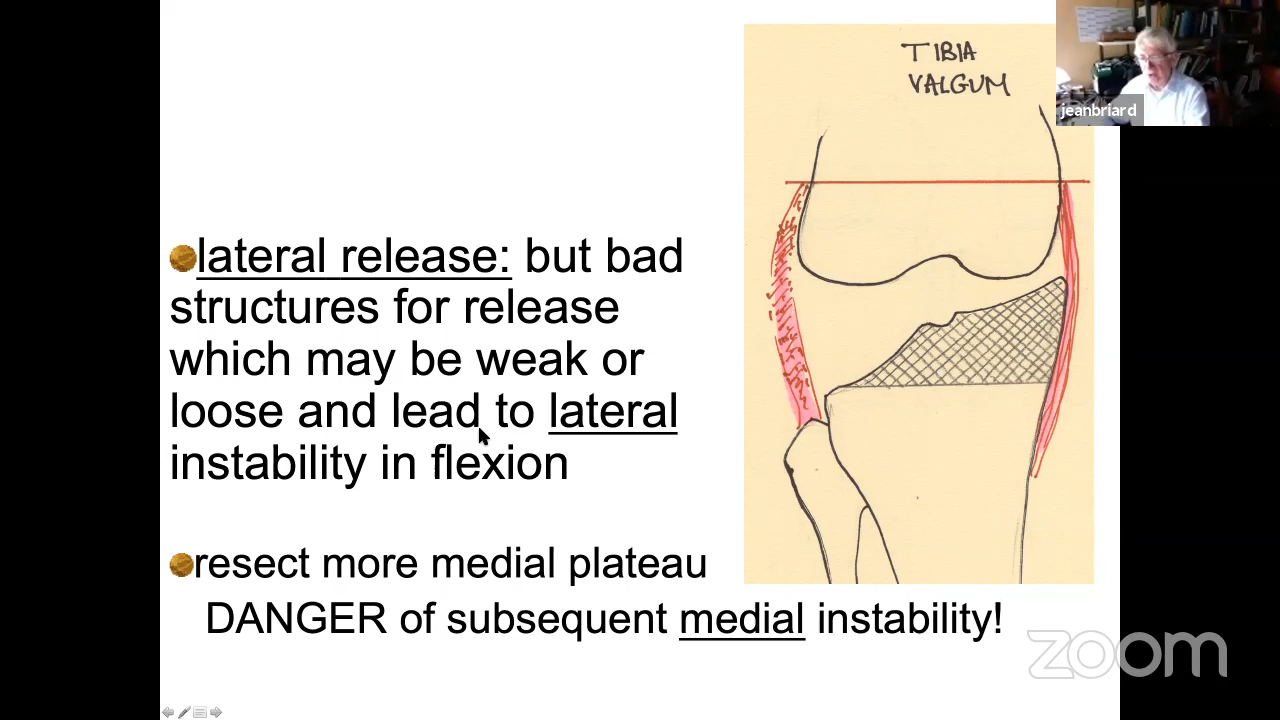 TIBIA
VALGUM
jeanbriard
lateral release: but bad
structures for release
which may be weak or
loose and lead to lateral
instability in flexion
resect more medial plateau
DANGER of subsequent medial instability!
zoom